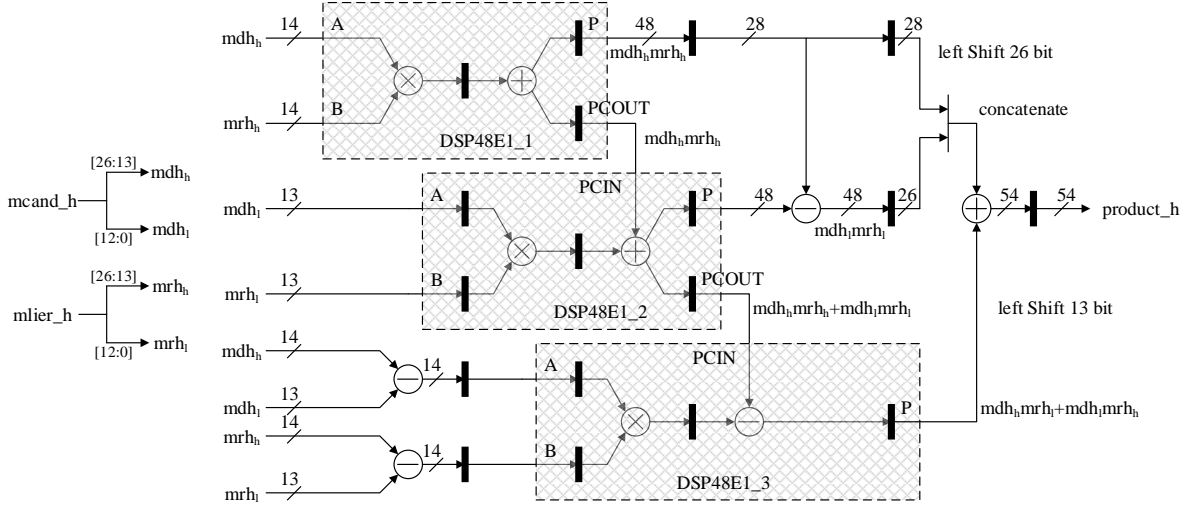 mcand_h
[26:13]
mdhₕ
[12:0]
mdhₗ
mlier_h
[26:13]
mrhₕ
[12:0]
mrhₗ
mdhₕ
14
A
mrhₕ
14
B
DSP48E1_1
P
48
mdhₕmrhₕ
28
28
left Shift 26 bit
PCOUT
mdhₕmrhₕ
concatenate
PCIN
mdhₗ
13
A
mrhₗ
13
B
DSP48E1_2
P
48
48
mdhₗmrhₗ
26
54
54
product_h
PCOUT
mdhₕmrhₕ+mdhₗmrhₗ
left Shift 13 bit
PCIN
mdhₕ
14
mdhₗ
13
14
A
mrhₕ
14
mrhₗ
13
14
B
DSP48E1_3
P
mdhₕmrhₗ+mdhₗmrhₕ